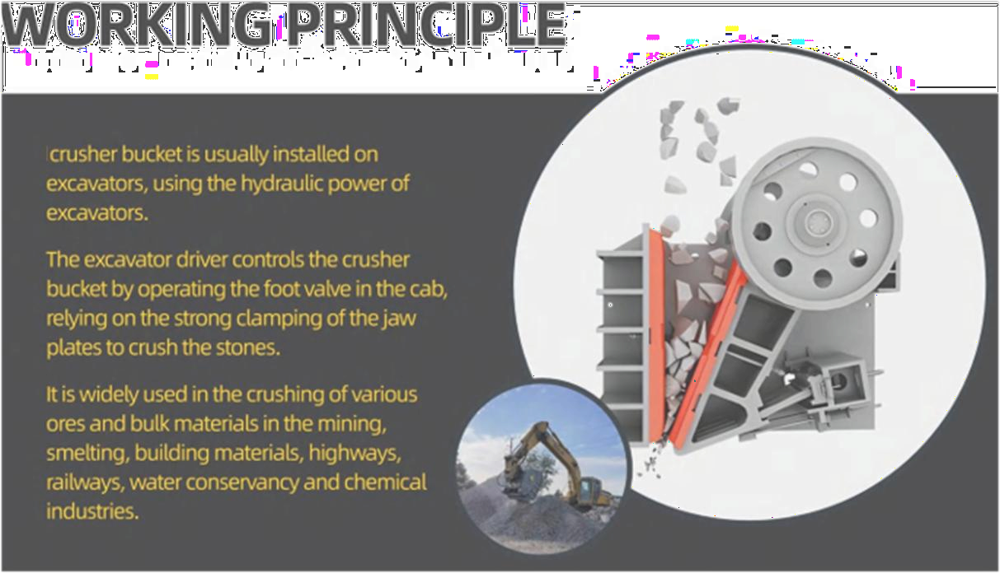 WORKING PRINCIPLE
crusher bucket is usually installed on
excavators, using the hydraulic power of
excavators.
The excavator driver controls the crusher
bucket by operating the foot valve in the cab,
relying on the strong clamping of the jaw
plates to crush the stones.
It is widely used in the crushing of various
ores and bulk materials in the mining,
smelting, building materials, highways,
railways, water conservancy and chemical
industries.